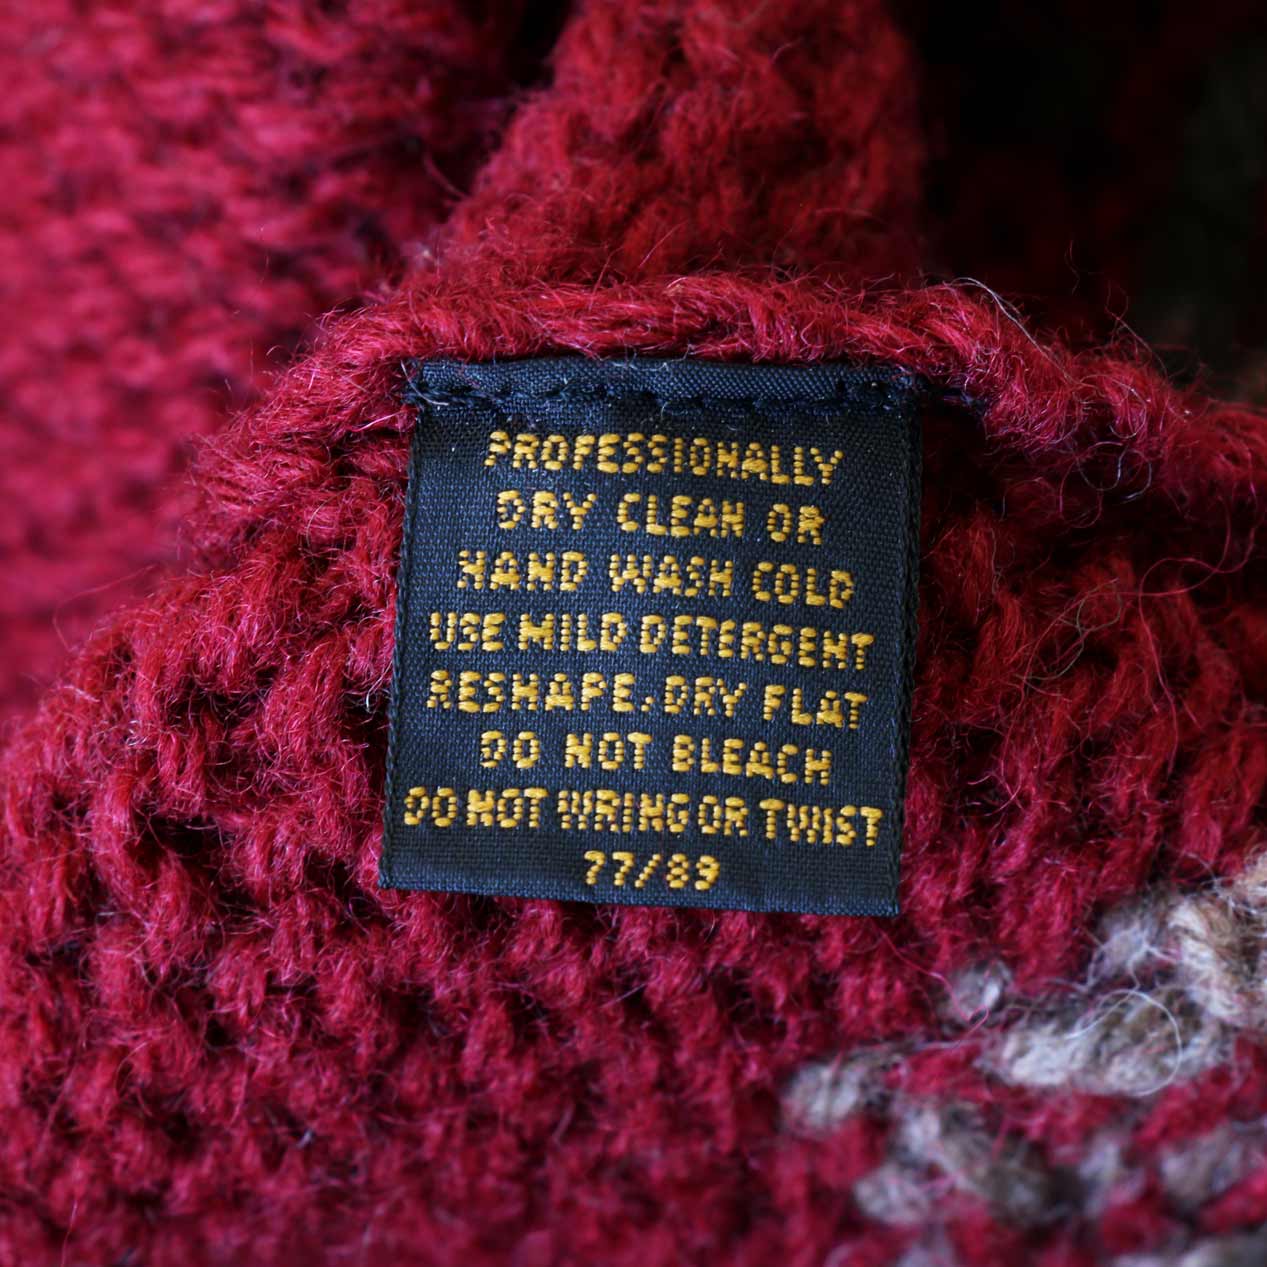 PROFESSIONALLY
DRY CLEAN OR
HAND WASH COLD
USE MILD DETERGENT
RESHAPE, DRY FLAT
DO NOT BLEACH
DO NOT WRING OR TWIST
77/89